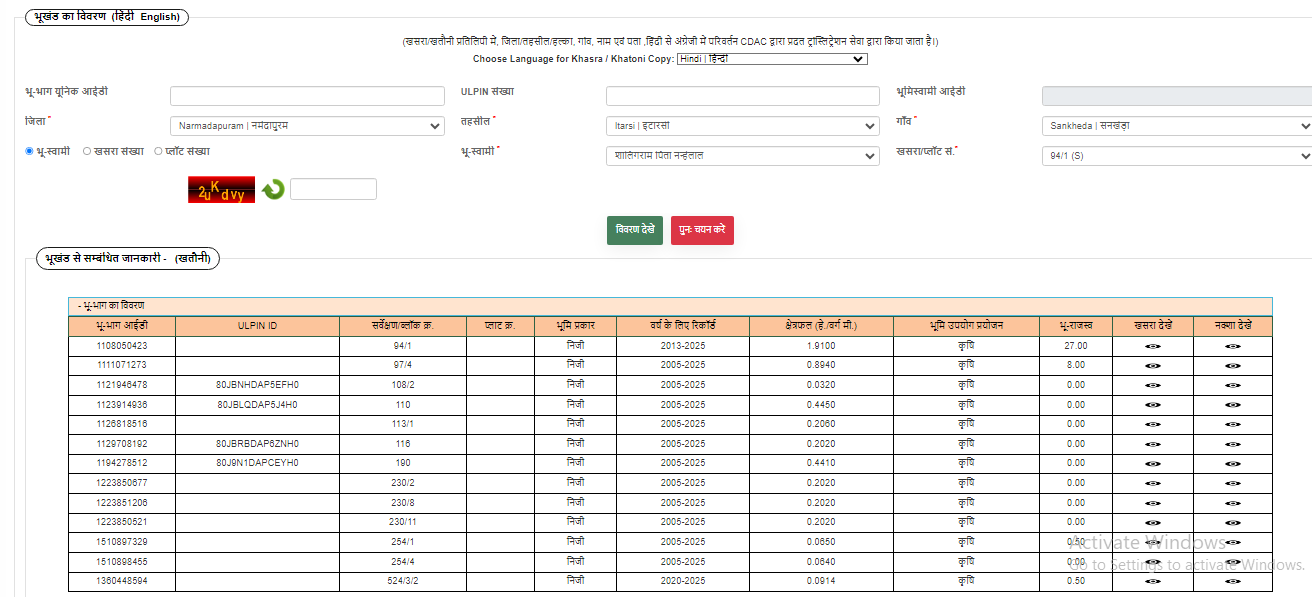 भूखंड का विवरण (हिंदी English)
(खसरा/खतौनी प्रतिलिपी में, जिला/तहसील/हल्का, गांव, नाम एवं पता ,हिंदी से अंग्रेजी में परिवर्तन CDAC द्वारा प्रदत ट्रांस्लिट्रेशन सेवा द्वारा किया जाता है।)
Choose Language for Khasra / Khatoni Copy: Hindi | हिन्दी
भू-भाग यूनिक आईडी ULPIN संख्या भूमिस्वामी आईडी
जिला * Narmadapuram | नर्मदापुरम तहसील * Itarsi | इटारसी गाँव * Sankheda | सनखेड़ा
भू-स्वामी खसरा संख्या प्लॉट संख्या भू-स्वामी * शालिगराम पिता नन्हेलाल खसरा/प्लॉट सं.* 94/1 (S)
2uKdvy
विवरण देखे पुनः चयन करे
भूखंड से सम्बंधित जानकारी - (खतौनी)
- भू-भाग का विवरण
भू-भाग आईडी ULPIN ID सर्वेक्षण/ब्लॉक क्र. प्लाट क्र. भूमि प्रकार वर्ष के लिए रिकॉर्ड क्षेत्रफल (हे./वर्ग मी.) भूमि उपयोग प्रयोजन भू-राजस्व खसरा देखे नक्शा देखे
1108050423 94/1 निजी 2013-2025 1.9100 कृषि 27.00
1111071273 97/4 निजी 2005-2025 0.8940 कृषि 8.00
1121946478 80JBNHDAP5EFH0 108/2 निजी 2005-2025 0.0320 कृषि 0.00
1123914936 80JBLQDAP5J4H0 110 निजी 2005-2025 0.4450 कृषि 0.00
1126818516 113/1 निजी 2005-2025 0.2060 कृषि 0.00
1129708192 80JBRBDAP6ZNH0 116 निजी 2005-2025 0.2020 कृषि 0.00
1194278512 80J9N1DAPCEYH0 190 निजी 2005-2025 0.4410 कृषि 0.00
1223850677 230/2 निजी 2005-2025 0.2020 कृषि 0.00
1223851206 230/8 निजी 2005-2025 0.2020 कृषि 0.00
1223850521 230/11 निजी 2005-2025 0.2020 कृषि 0.00
1510897329 254/1 निजी 2005-2025 0.0650 कृषि 0.50
1510898455 254/4 निजी 2005-2025 0.0640 कृषि 0.00
1360448594 524/3/2 निजी 2020-2025 0.0914 कृषि 0.50
Activate Windows
Go to Settings to activate Windows.